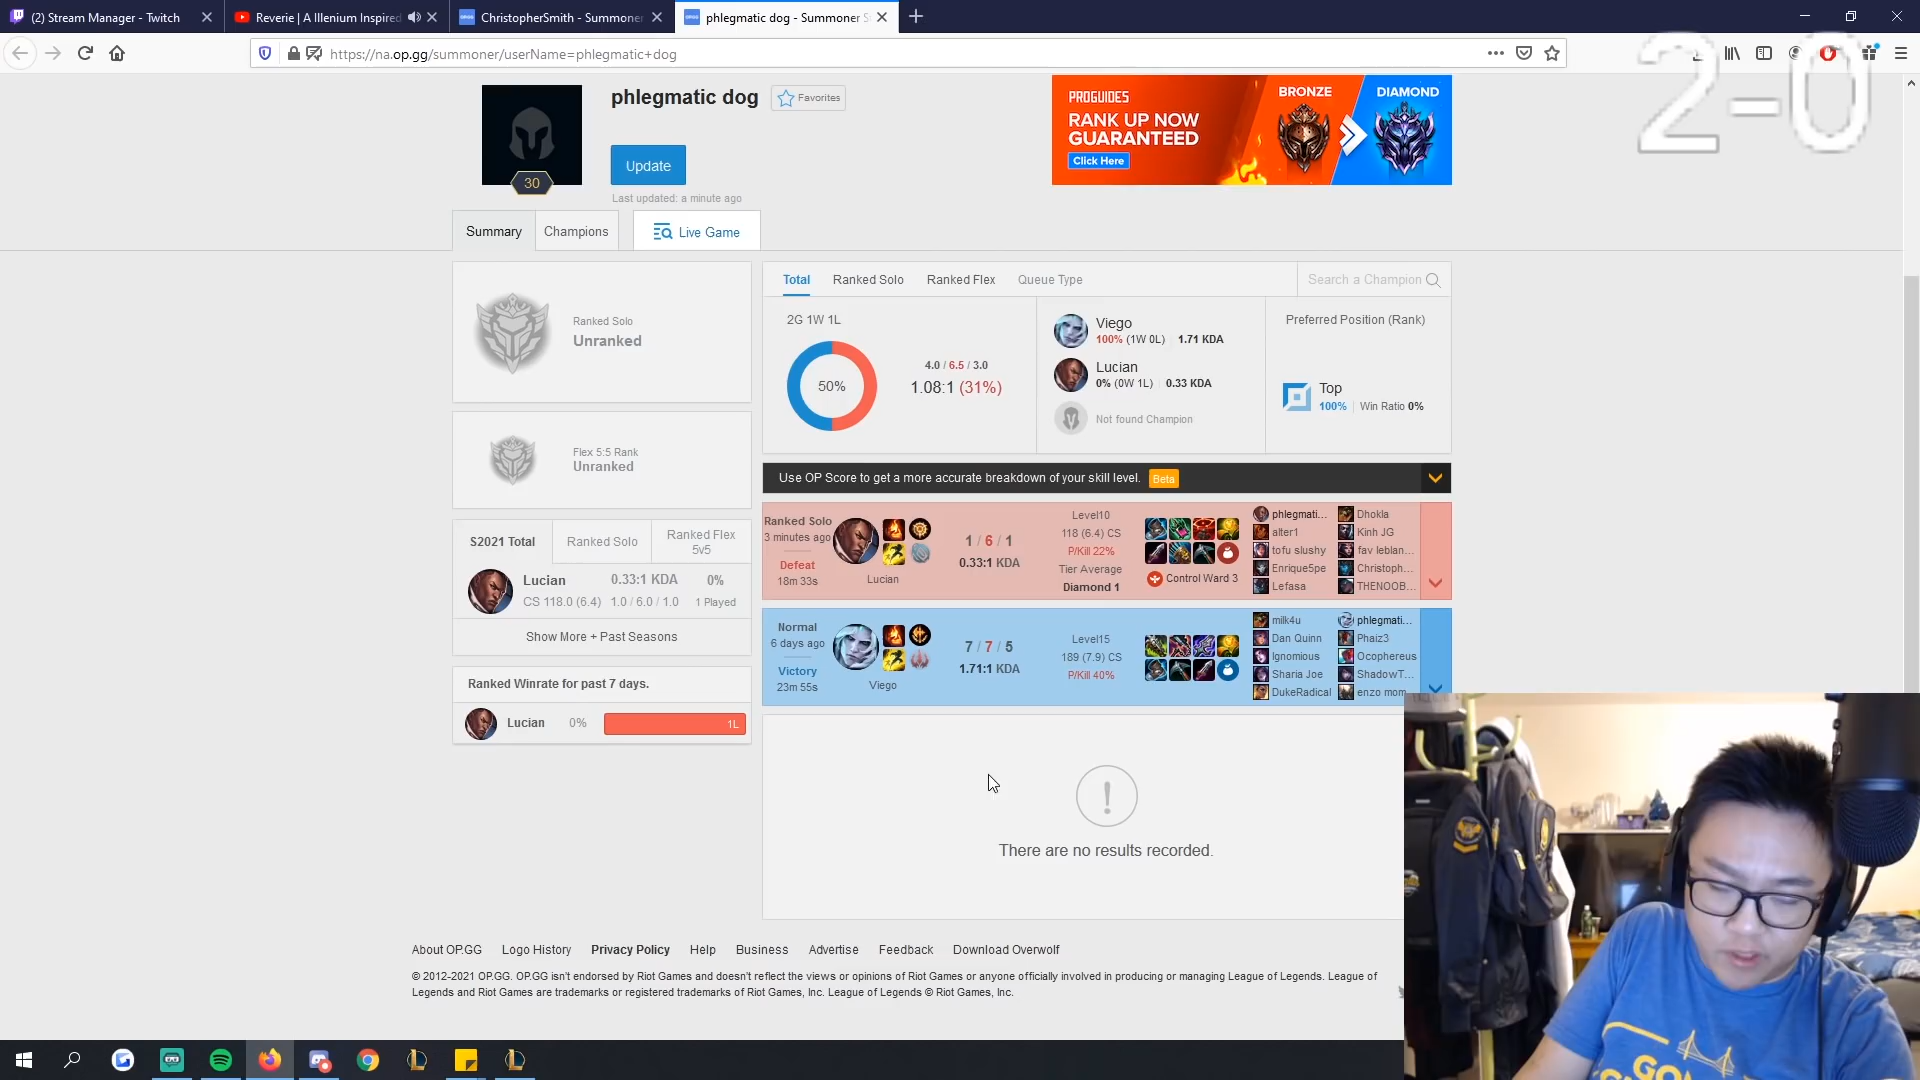 (2) Stream Manager - Twitch
Reverie | A Illenium Inspired
ChristopherSmith - Summoner
phlegmatic dog - Summoner S
https://na.op.gg/summoner/userName=phlegmatic+dog
2-0
phlegmatic dog
Favorites
30
Update
Last updated: a minute ago
PROGUIDES
RANK UP NOW
GUARANTEED
Click Here
BRONZE
DIAMOND
Summary
Champions
Live Game
Ranked Solo
Unranked
Flex 5:5 Rank
Unranked
S2021 Total
Ranked Solo
Ranked Flex
5v5
Lucian
0.33:1 KDA
0%
CS 118.0 (6.4)
1.0 / 6.0 / 1.0
1 Played
Show More + Past Seasons
Ranked Winrate for past 7 days.
Lucian
0%
1L
Total
Ranked Solo
Ranked Flex
Queue Type
Search a Champion
2G 1W 1L
50%
4.0 / 6.5 / 3.0
1.08:1 (31%)
Viego
100% (1W 0L)
1.71 KDA
Lucian
0% (0W 1L)
0.33 KDA
Not found Champion
Preferred Position (Rank)
Top
100%
Win Ratio 0%
Use OP Score to get a more accurate breakdown of your skill level.
Beta
Ranked Solo
3 minutes ago
Defeat
18m 33s
Lucian
1 / 6 / 1
0.33:1 KDA
Level10
118 (6.4) CS
P/Kill 22%
Tier Average
Diamond 1
Control Ward 3
phlegmati...
Dhokla
alter1
Kinh JG
tofu slushy
fav leblan...
Enrique5pe
Christoph...
Lefasa
THENOOB...
Normal
6 days ago
Victory
23m 55s
Viego
7 / 7 / 5
1.71:1 KDA
Level15
189 (7.9) CS
P/Kill 40%
milk4u
phlegmati...
Dan Quinn
Phaiz3
Ignomious
Ocophereus
Sharia Joe
ShadowT...
DukeRadical
enzo mom
There are no results recorded.
About OP.GG
Logo History
Privacy Policy
Help
Business
Advertise
Feedback
Download Overwolf
© 2012-2021 OP.GG. OP.GG isn't endorsed by Riot Games and doesn't reflect the views or opinions of Riot Games or anyone officially involved in producing or managing League of Legends. League of
Legends and Riot Games are trademarks or registered trademarks of Riot Games, Inc. League of Legends © Riot Games, Inc.